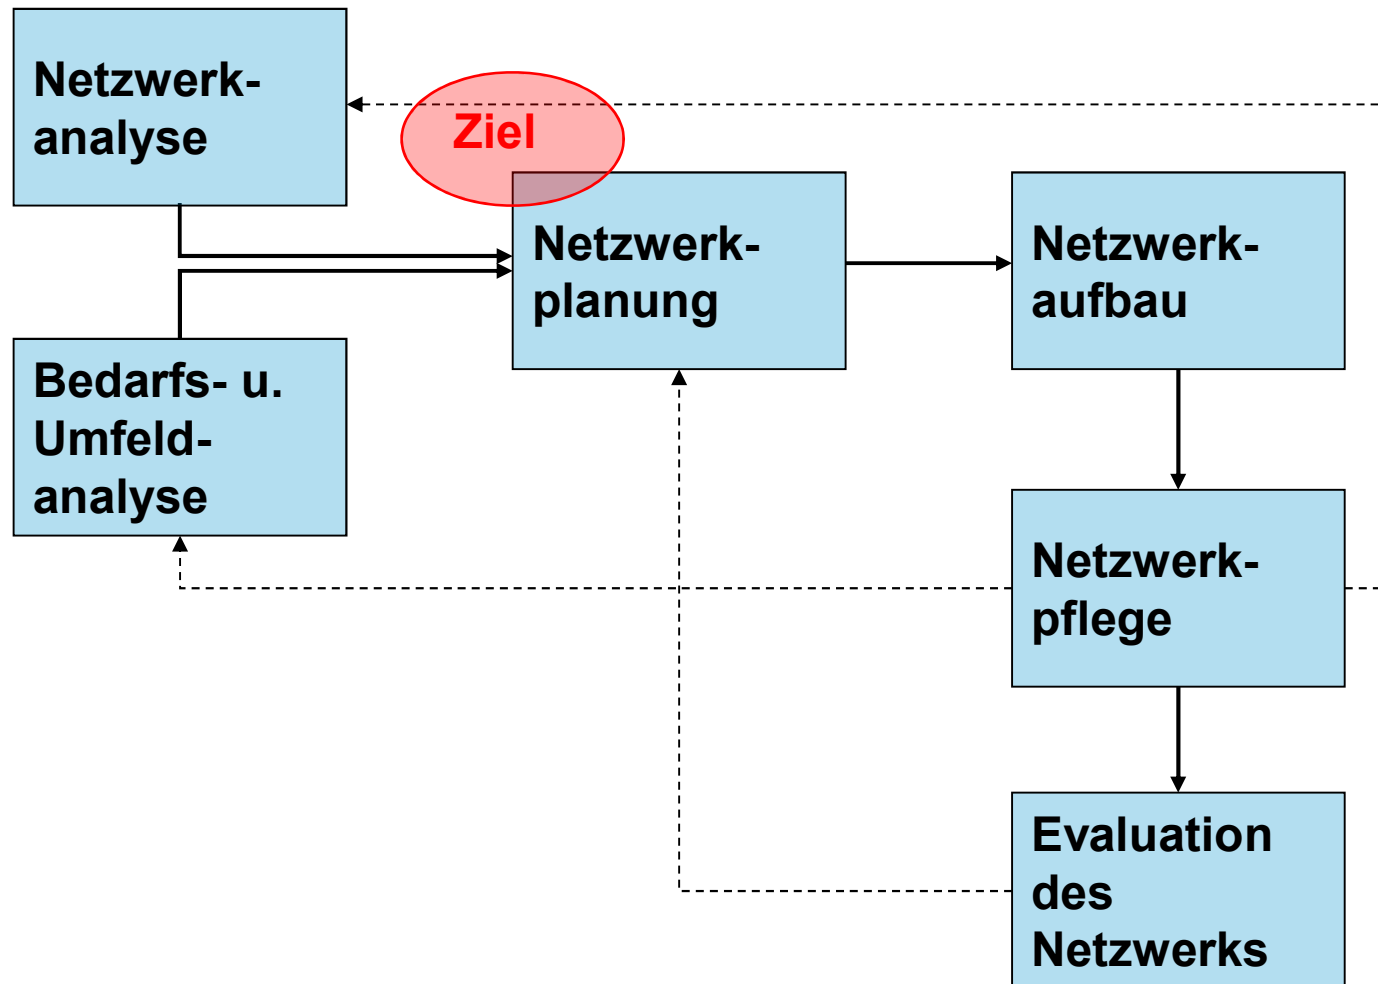 Netzwerk-
analyse
Ziel
Netzwerk-
planung
Netzwerk-
aufbau
Bedarfs- u.
Umfeld-
analyse
Netzwerk-
pflege
Evaluation
des
Netzwerks